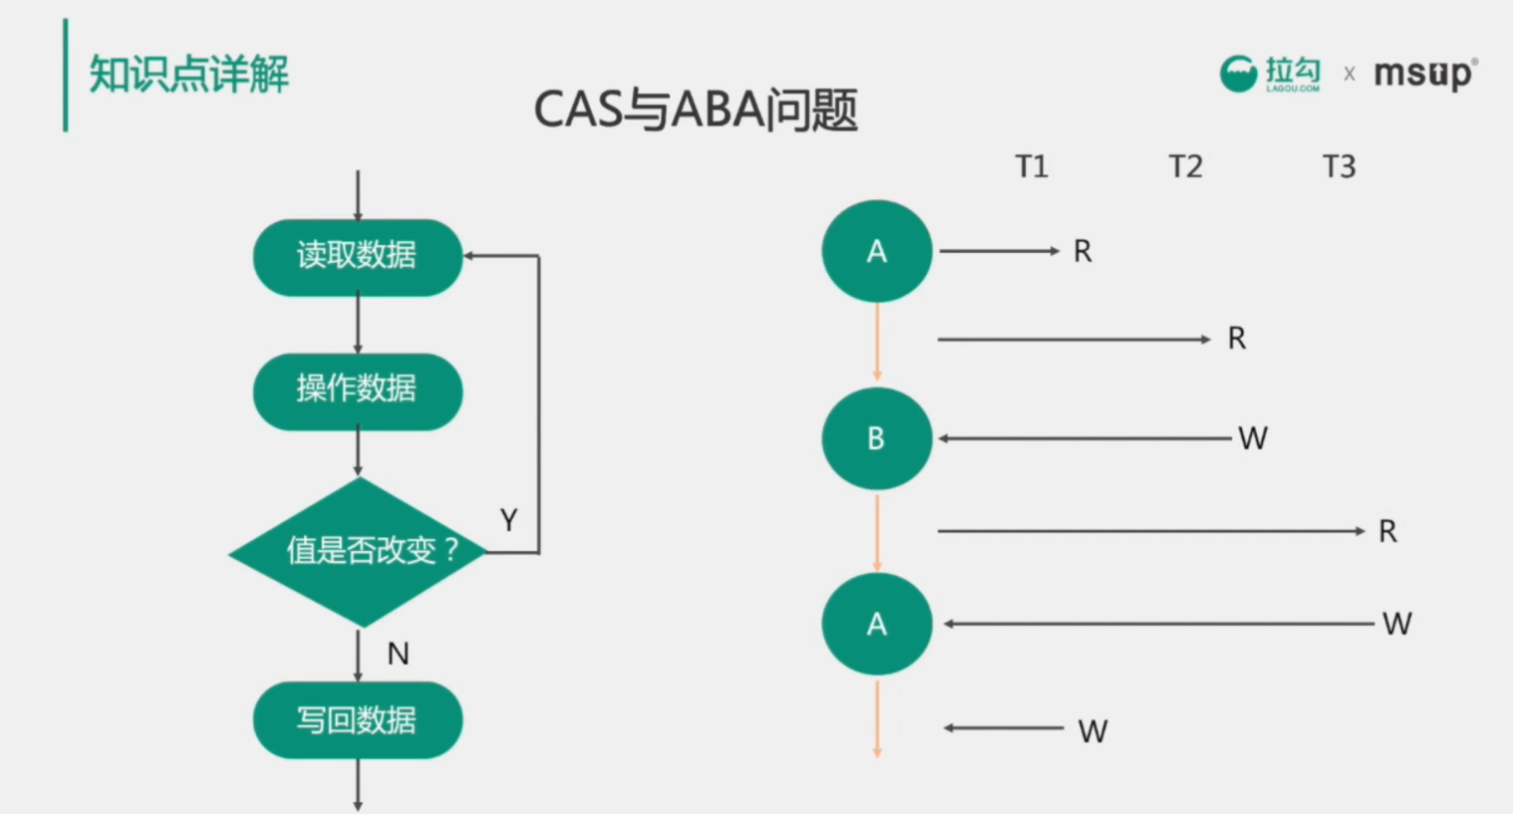 知识点详解
拉勾
LAGOU.COM
x
msup®
CAS与ABA问题
读取数据
操作数据
值是否改变？
Y
N
写回数据
T1 T2 T3
A
R
R
B
W
R
A
W
W